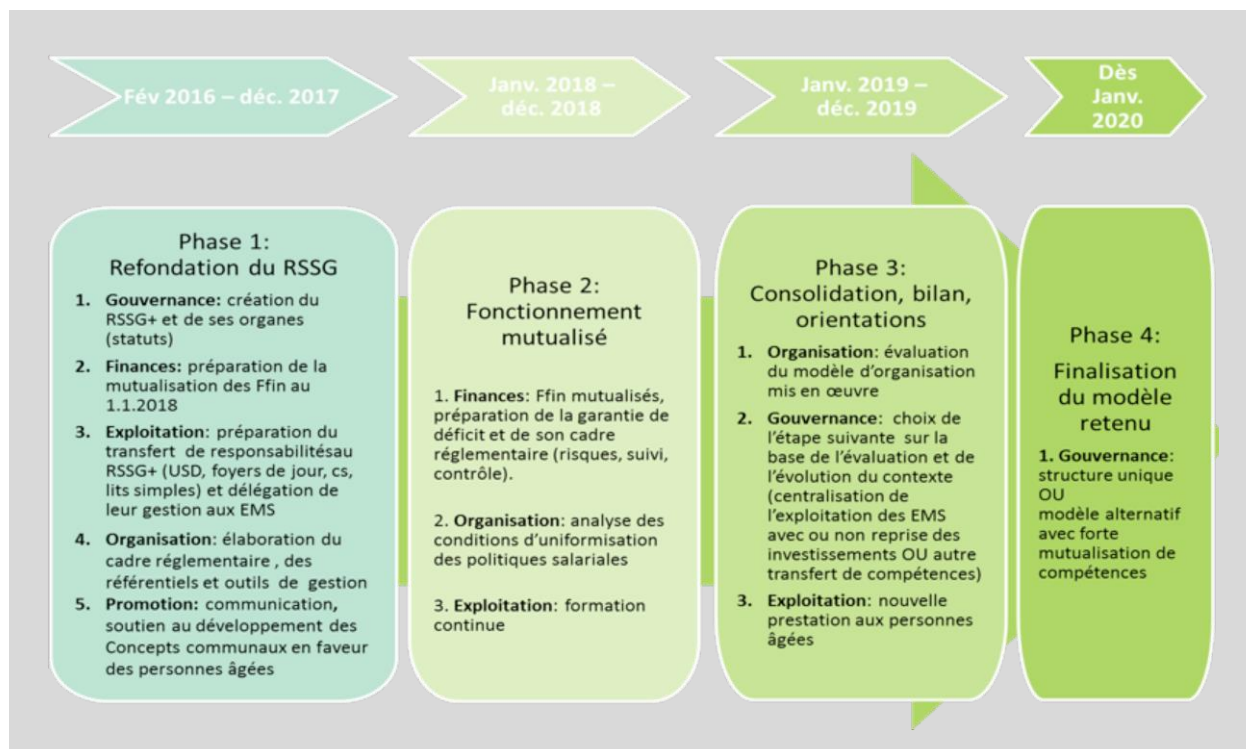 Fév 2016 – déc. 2017
Janv. 2018 –
déc. 2018
Janv. 2019 –
déc. 2019
Dès
Janv.
2020
Phase 1:
Refondation du RSSG
1. Gouvernance: création du
RSSG+ et de ses organes
(statuts)
2. Finances: préparation de la
mutualisation des Ffin au
1.1.2018
3. Exploitation: préparation du
transfert de responsabilitésau
RSSG+ (USD, foyers de jour, cs,
lits simples) et délégation de
leur gestion aux EMS
4. Organisation: élaboration du
cadre réglementaire , des
référentiels et outils de gestion
5. Promotion: communication,
soutien au développement des
Concepts communaux en faveur
des personnes âgées
Phase 2:
Fonctionnement
mutualisé
1. Finances: Ffin mutualisés,
préparation de la garantie de
déficit et de son cadre
réglementaire (risques, suivi,
contrôle).
2. Organisation: analyse des
conditions d'uniformisation
des politiques salariales
3. Exploitation: formation
continue
Phase 3:
Consolidation, bilan,
orientations
1. Organisation: évaluation
du modèle d'organisation
mis en œuvre
2. Gouvernance: choix de
l'étape suivante sur la
base de l'évaluation et de
l'évolution du contexte
(centralisation de
l'exploitation des EMS
avec ou non reprise des
investissements OU autre
transfert de compétences)
3. Exploitation: nouvelle
prestation aux personnes
âgées
Phase 4:
Finalisation
du modèle
retenu
1. Gouvernance:
structure unique
OU
modèle alternatif
avec forte
mutualisation de
compétences